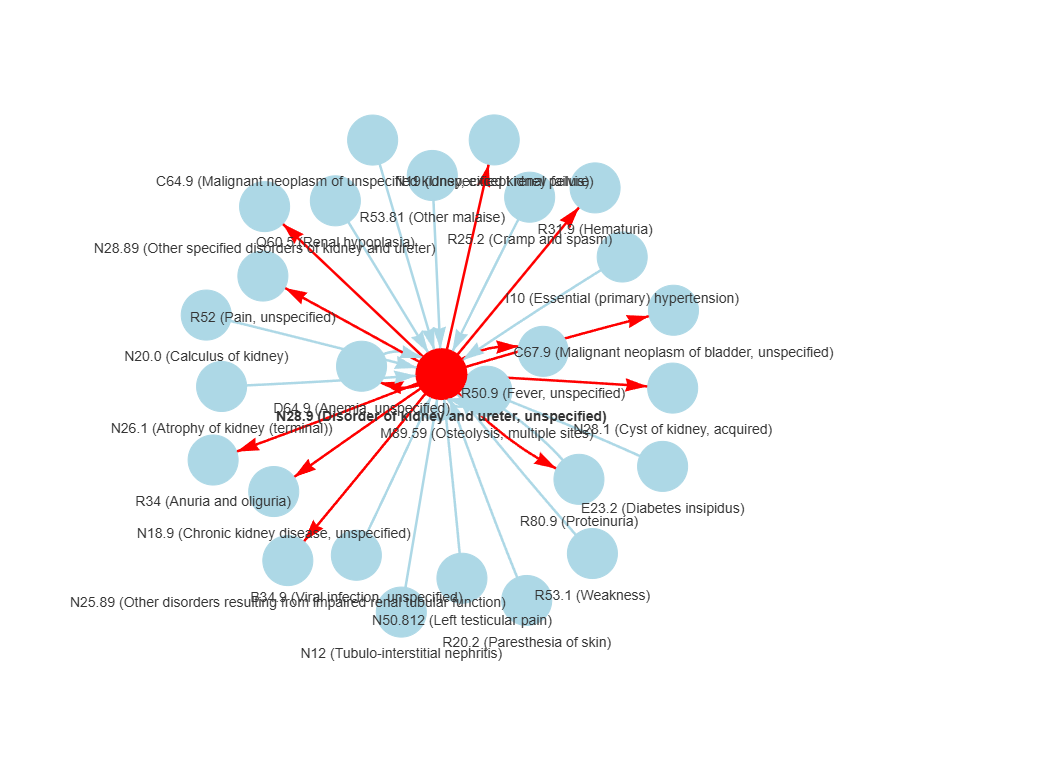 C64.9 (Malignant neoplasm of unspecified kidney, except renal pelvis)
N19 (Unspecified kidney failure)
R53.81 (Other malaise)
R31.9 (Hematuria)
R25.2 (Cramp and spasm)
Q60.5 (Renal hypoplasia)
N28.89 (Other specified disorders of kidney and ureter)
I10 (Essential (primary) hypertension)
R52 (Pain, unspecified)
C67.9 (Malignant neoplasm of bladder, unspecified)
N20.0 (Calculus of kidney)
R50.9 (Fever, unspecified)
D64.9 (Anemia, unspecified)
N28.9 (Disorder of kidney and ureter, unspecified)
N26.1 (Atrophy of kidney (terminal))
N28.1 (Cyst of kidney, acquired)
M89.59 (Osteolysis, multiple sites)
R34 (Anuria and oliguria)
E23.2 (Diabetes insipidus)
R80.9 (Proteinuria)
N18.9 (Chronic kidney disease, unspecified)
R53.1 (Weakness)
B34.9 (Viral infection, unspecified)
N25.89 (Other disorders resulting from impaired renal tubular function)
N50.812 (Left testicular pain)
R20.2 (Paresthesia of skin)
N12 (Tubulo-interstitial nephritis)